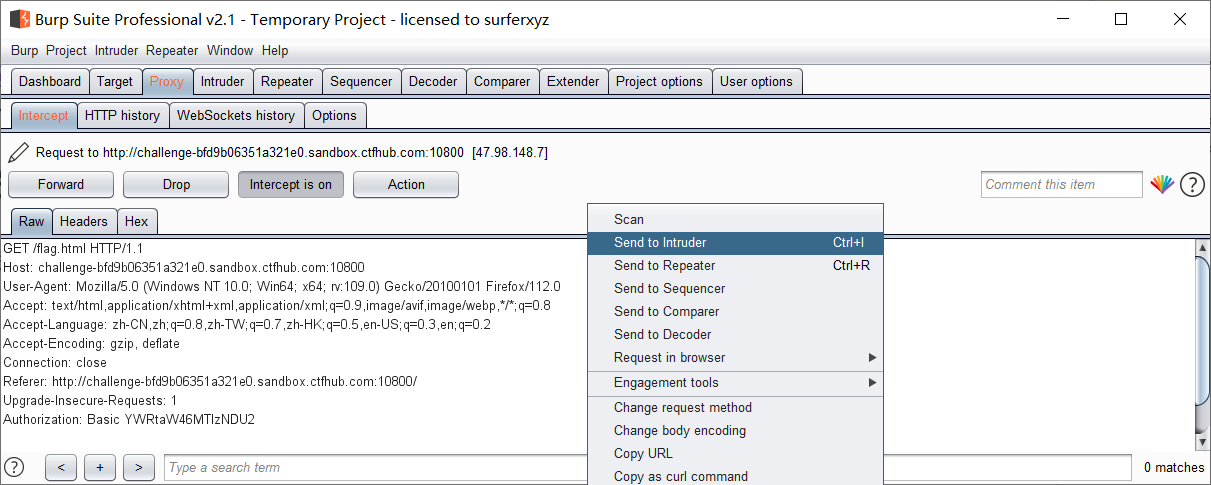 Burp Suite Professional v2.1 - Temporary Project - licensed to surferxyz
Burp Project Intruder Repeater Window Help
Dashboard Target Proxy Intruder Repeater Sequencer Decoder Comparer Extender Project options User options
Intercept HTTP history WebSockets history Options
Request to http://challenge-bfd9b06351a321e0.sandbox.ctfhub.com:10800 [47.98.148.7]
Forward Drop Intercept is on Action Comment this item ?
Raw Headers Hex
GET /flag.html HTTP/1.1
Host: challenge-bfd9b06351a321e0.sandbox.ctfhub.com:10800
User-Agent: Mozilla/5.0 (Windows NT 10.0; Win64; x64; rv:109.0) Gecko/20100101 Firefox/112.0
Accept: text/html,application/xhtml+xml,application/xml;q=0.9,image/avif,image/webp,*/*;q=0.8
Accept-Language: zh-CN,zh;q=0.8,zh-TW;q=0.7,zh-HK;q=0.5,en-US;q=0.3,en;q=0.2
Accept-Encoding: gzip, deflate
Connection: close
Referer: http://challenge-bfd9b06351a321e0.sandbox.ctfhub.com:10800/
Upgrade-Insecure-Requests: 1
Authorization: Basic YWRtaW46MTIzNDU2
Scan
Send to Intruder Ctrl+I
Send to Repeater Ctrl+R
Send to Sequencer
Send to Comparer
Send to Decoder
Request in browser
Engagement tools
Change request method
Change body encoding
Copy URL
Copy as curl command
? < + > Type a search term 0 matches